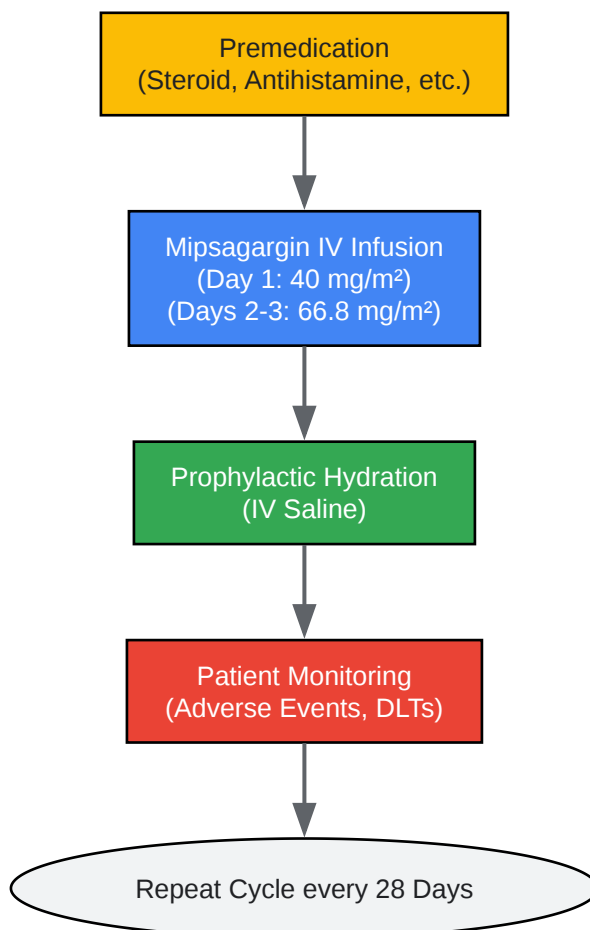 Premedication
(Steroid, Antihistamine, etc.)
Mipsagargin IV Infusion
(Day 1: 40 mg/m²)
(Days 2-3: 66.8 mg/m²)
Prophylactic Hydration
(IV Saline)
Patient Monitoring
(Adverse Events, DLTs)
Repeat Cycle every 28 Days